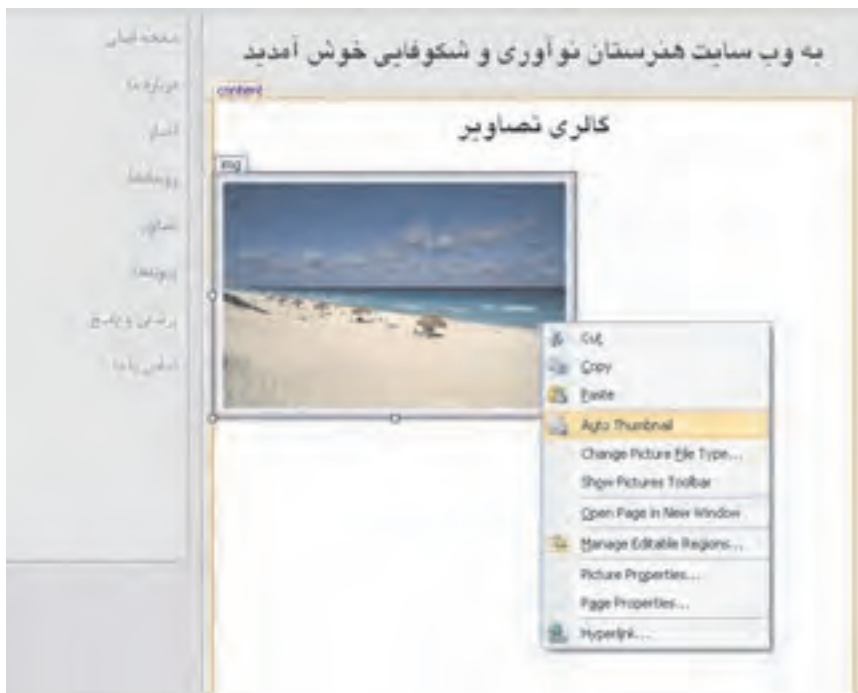 به وب سایت هنرستان نوآوری و شکوفایی خوش آمدید
صفحه اصلی
درباره ما
اخبار
رویدادها
تصاویر
پیوندها
پرسش و پاسخ
تماس با ما
content
گالری تصاویر
img
Cut
Copy
Paste
Auto Thumbnail
Change Picture File Type...
Show Pictures Toolbar
Open Page in New Window
Manage Editable Regions...
Picture Properties...
Page Properties...
Hyperlink...